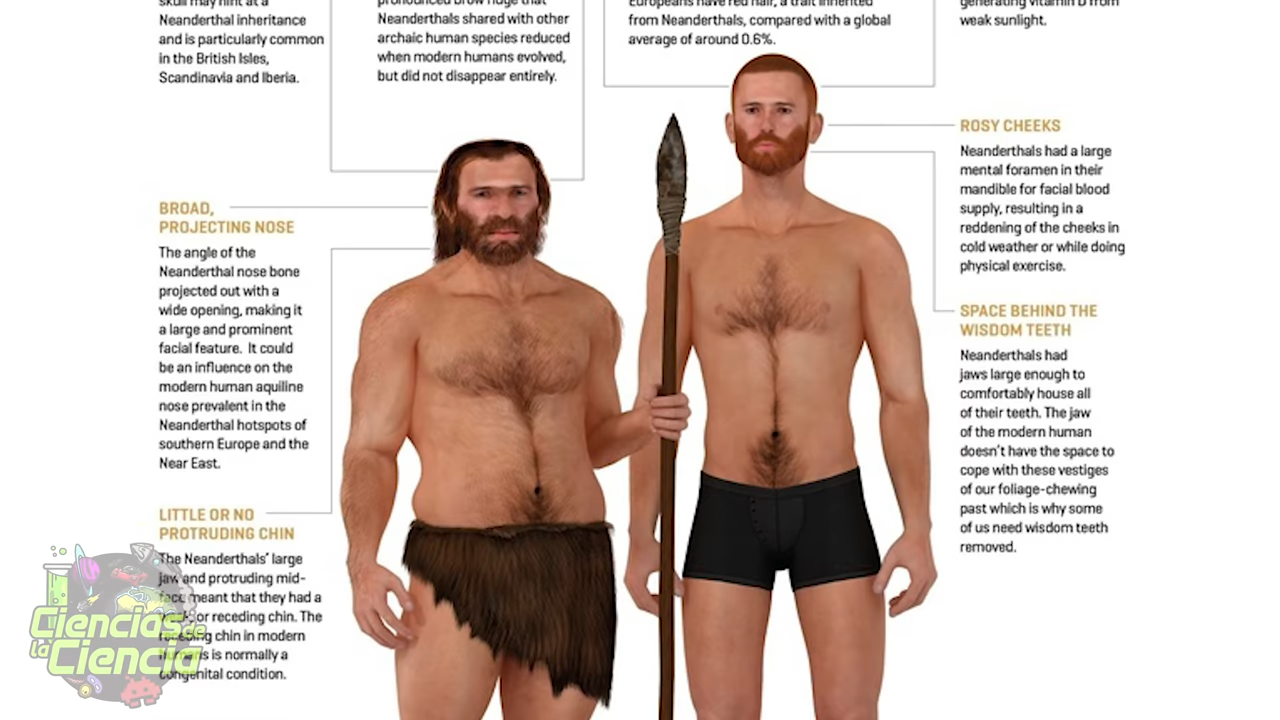 skull may hint at a
Neanderthal inheritance
and is particularly common
in the British Isles,
Scandinavia and Iberia.
pronounced brow ridge that
Neanderthals shared with other
archaic human species reduced
when modern humans evolved,
but did not disappear entirely.
Europeans have red hair, a trait inherited
from Neanderthals, compared with a global
average of around 0.6%.
generating vitamin D from
weak sunlight.
BROAD,
PROJECTING NOSE
The angle of the
Neanderthal nose bone
projected out with a
wide opening, making it
a large and prominent
facial feature. It could
be an influence on the
modern human aquiline
nose prevalent in the
Neanderthal hotspots of
southern Europe and the
Near East.
LITTLE OR NO
PROTRUDING CHIN
The Neanderthals' large
jaw and protruding mid-
face meant that they had a
or receding chin. The
receding chin in modern
humans is normally a
congenital condition.
ROSY CHEEKS
Neanderthals had a large
mental foramen in their
mandible for facial blood
supply, resulting in a
reddening of the cheeks in
cold weather or while doing
physical exercise.
SPACE BEHIND THE
WISDOM TEETH
Neanderthals had
jaws large enough to
comfortably house all
of their teeth. The jaw
of the modern human
doesn't have the space to
cope with these vestiges
of our foliage-chewing
past which is why some
of us need wisdom teeth
removed.
Ciencias de
la Ciencia